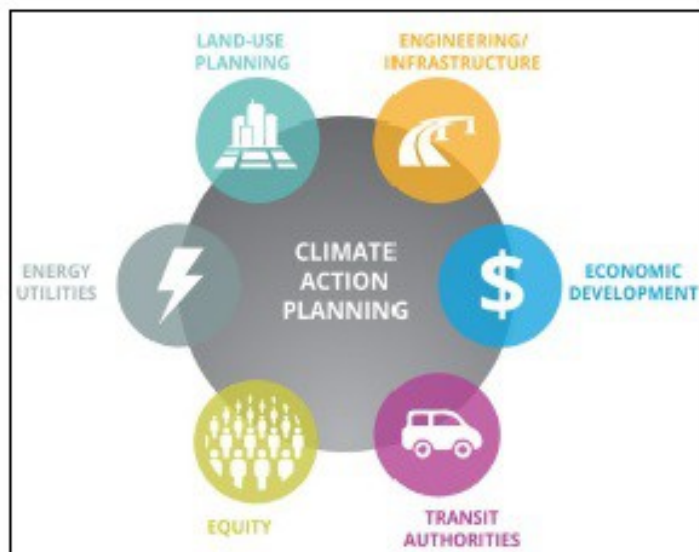 LAND-USE
PLANNING
ENGINEERING/
INFRASTRUCTURE
ENERGY
UTILITIES
CLIMATE
ACTION
PLANNING
$
ECONOMIC
DEVELOPMENT
EQUITY
TRANSIT
AUTHORITIES